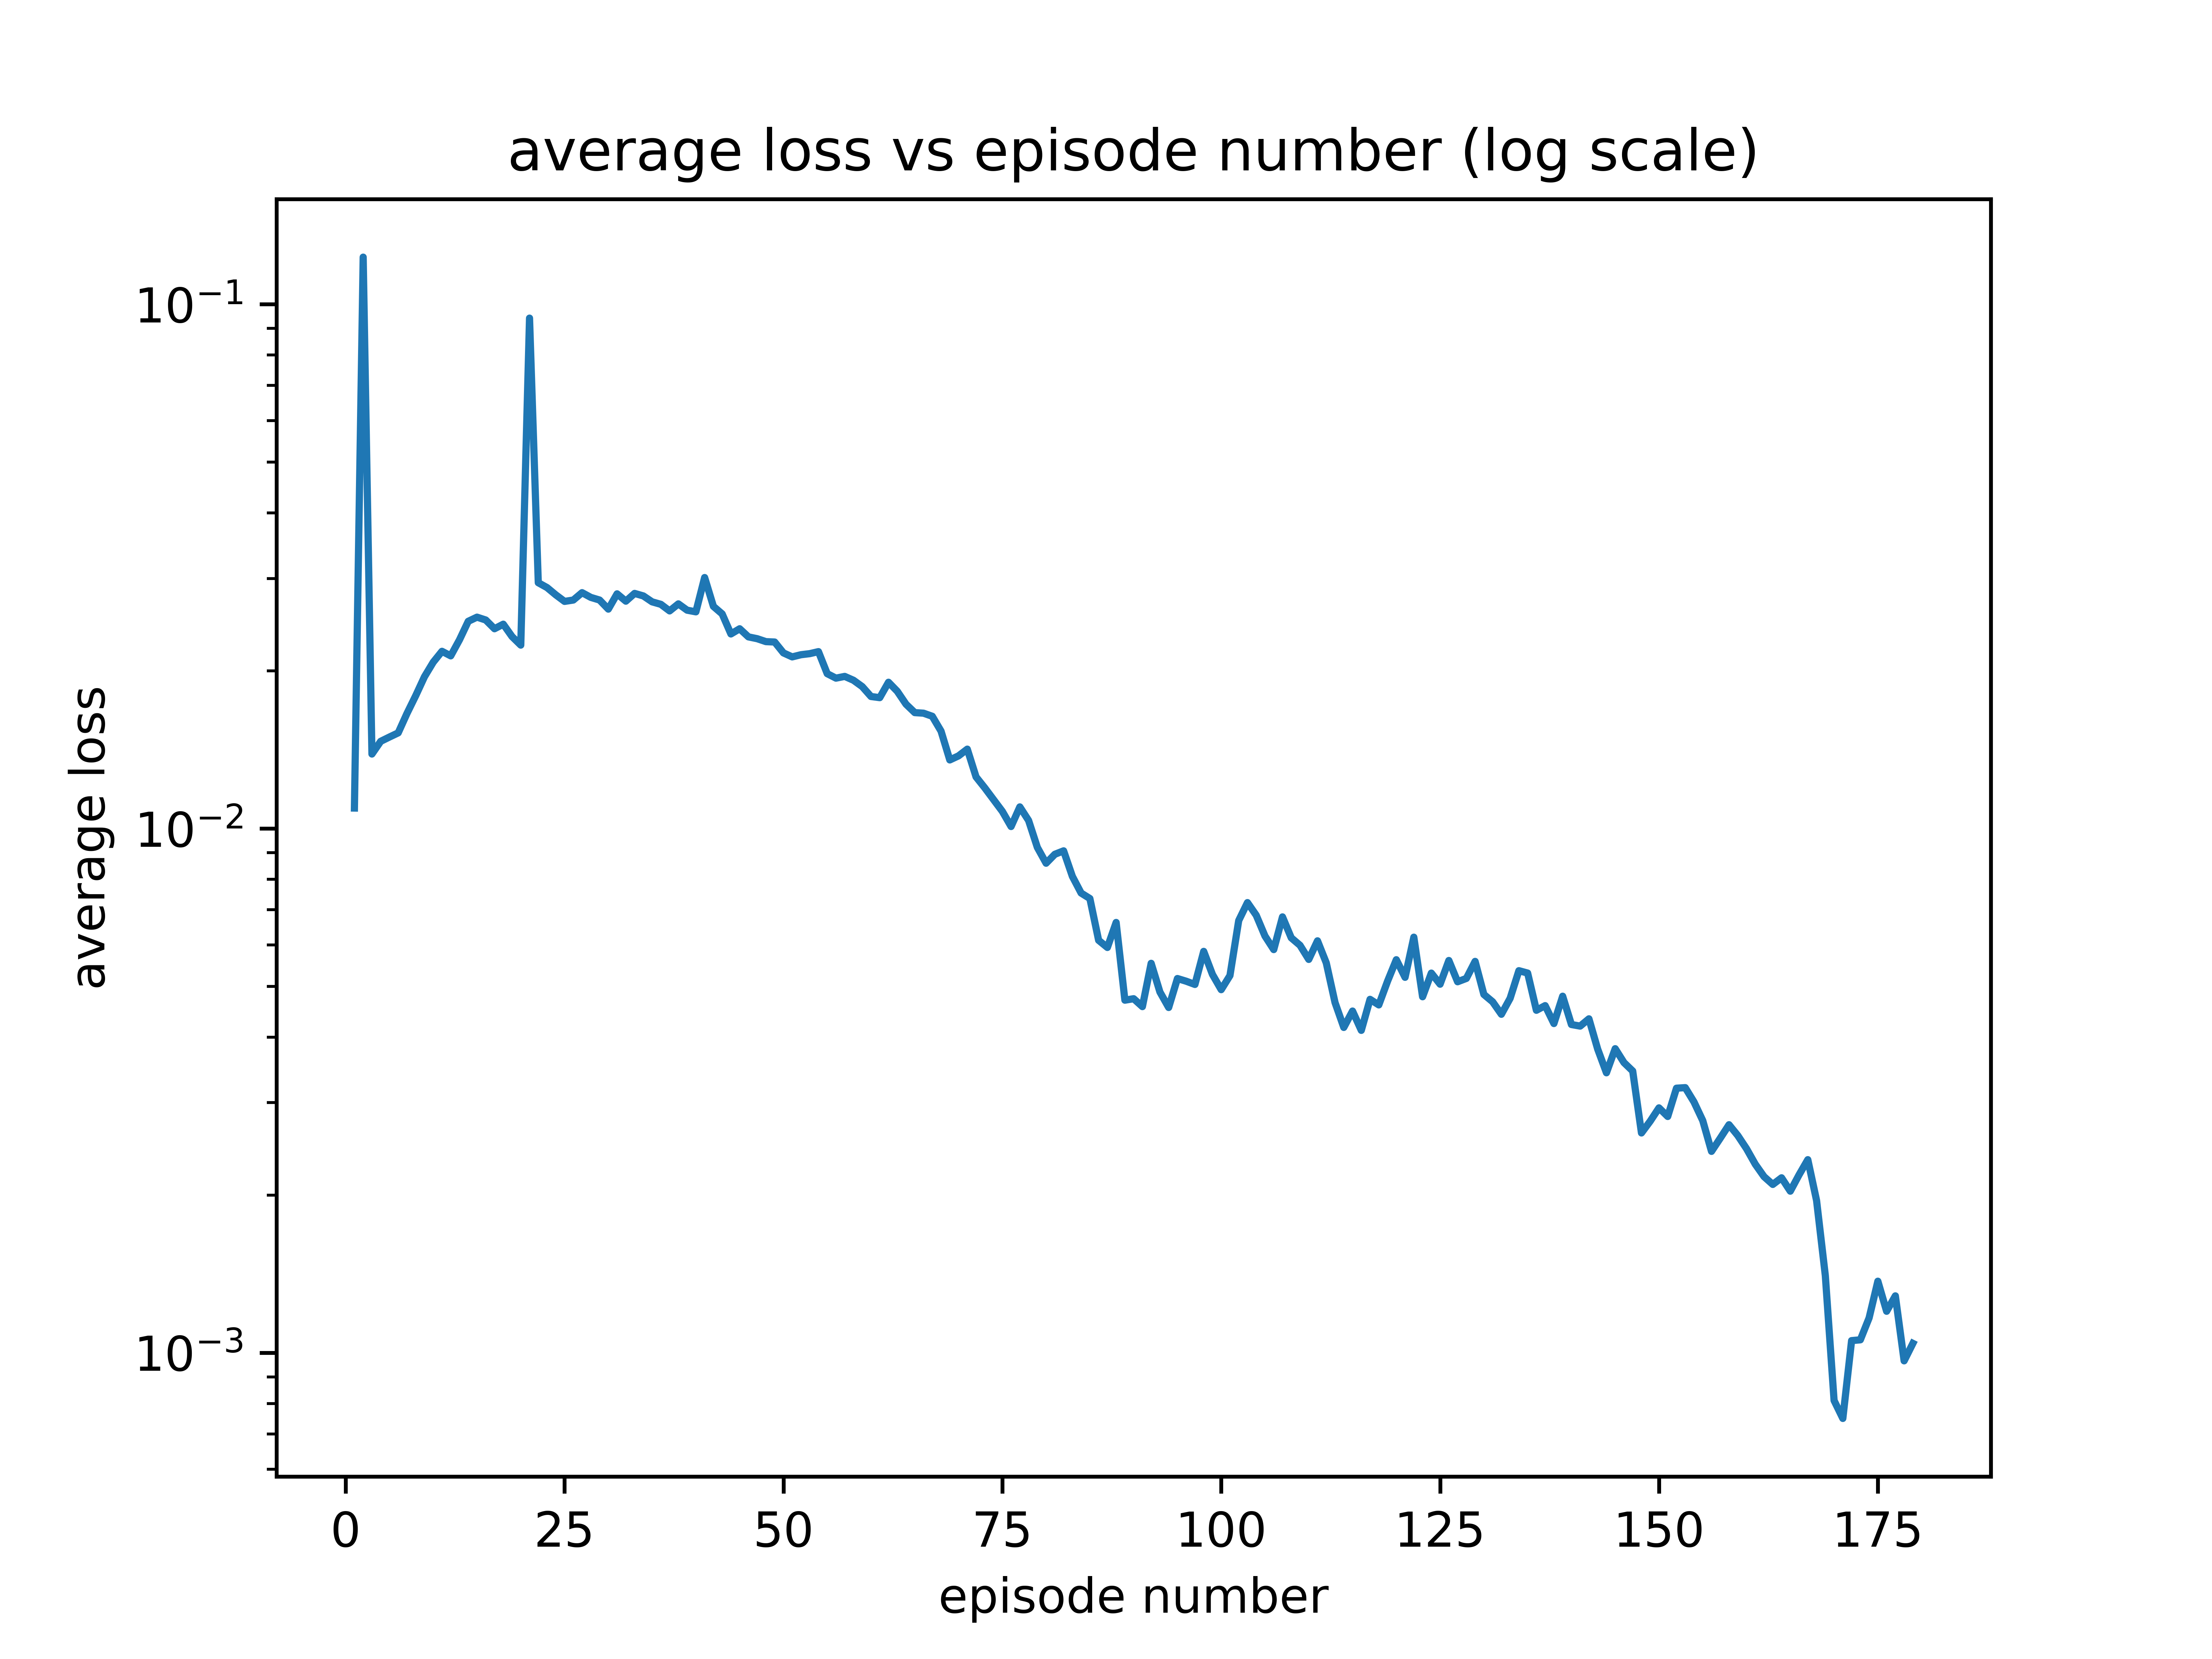 average loss vs episode number (log scale)
average loss
10⁻¹
10⁻²
10⁻³
0 25 50 75 100 125 150 175
episode number